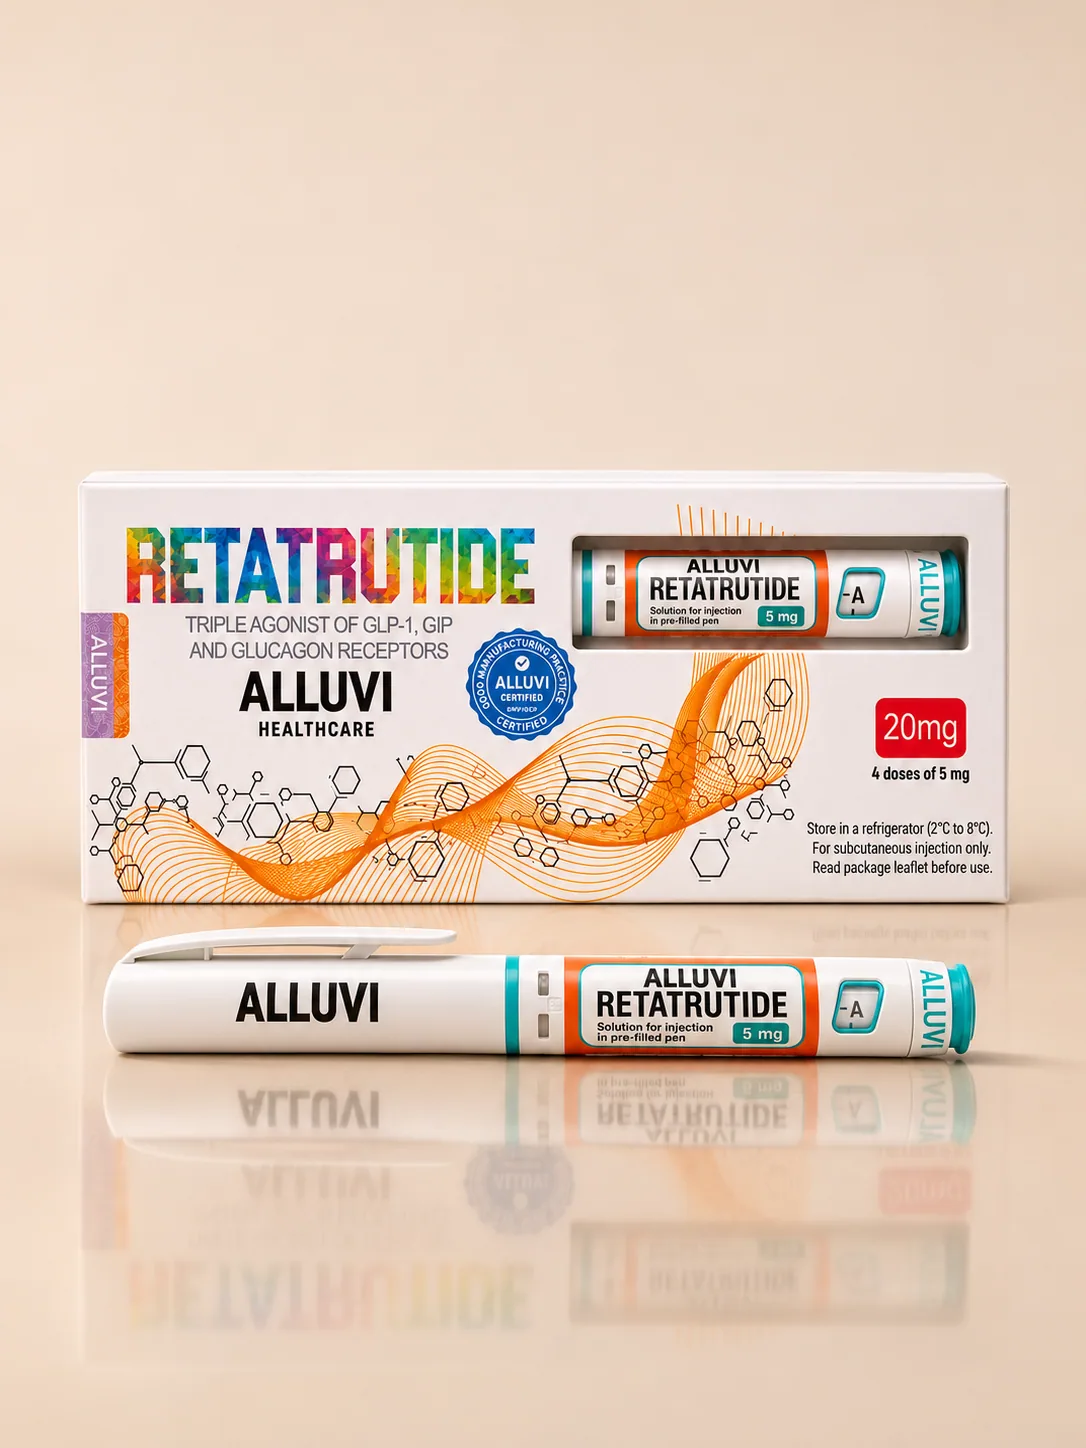 RETATRUTIDE
TRIPLE AGONIST OF GLP-1, GIP
AND GLUCAGON RECEPTORS
ALLUVI
HEALTHCARE
ALLUVI
GOOD MANUFACTURING PRACTICE
ALLUVI
CERTIFIED
CERTIFIED
ALLUVI
RETATRUTIDE
Solution for injection
in pre-filled pen
5 mg
-A
ALLUVI
20mg
4 doses of 5 mg
Store in a refrigerator (2°C to 8°C).
For subcutaneous injection only.
Read package leaflet before use.
ALLUVI
ALLUVI
RETATRUTIDE
Solution for injection
in pre-filled pen
5 mg
-A
ALLUVI